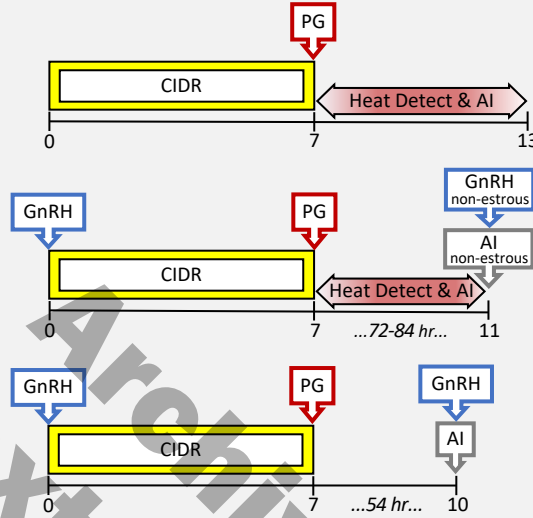 PG
CIDR
Heat Detect & AI
0
7
13
GnRH
PG
GnRH
non-estrous
AI
non-estrous
CIDR
Heat Detect & AI
0
7
...72-84 hr...
11
GnRH
PG
GnRH
CIDR
AI
0
7
...54 hr...
10